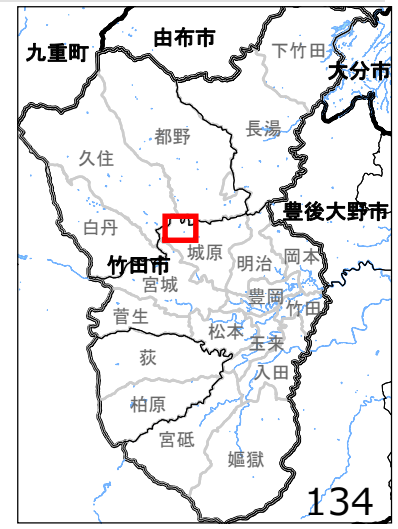 九重町
由布市
下竹田
大分市
都野
長湯
久住
豊後大野市
白丹
城原
岡本
竹田市
明治
宮城
豊岡
竹田
菅生
松本
玉来
荻
入田
柏原
宮砥
嫗獄
134